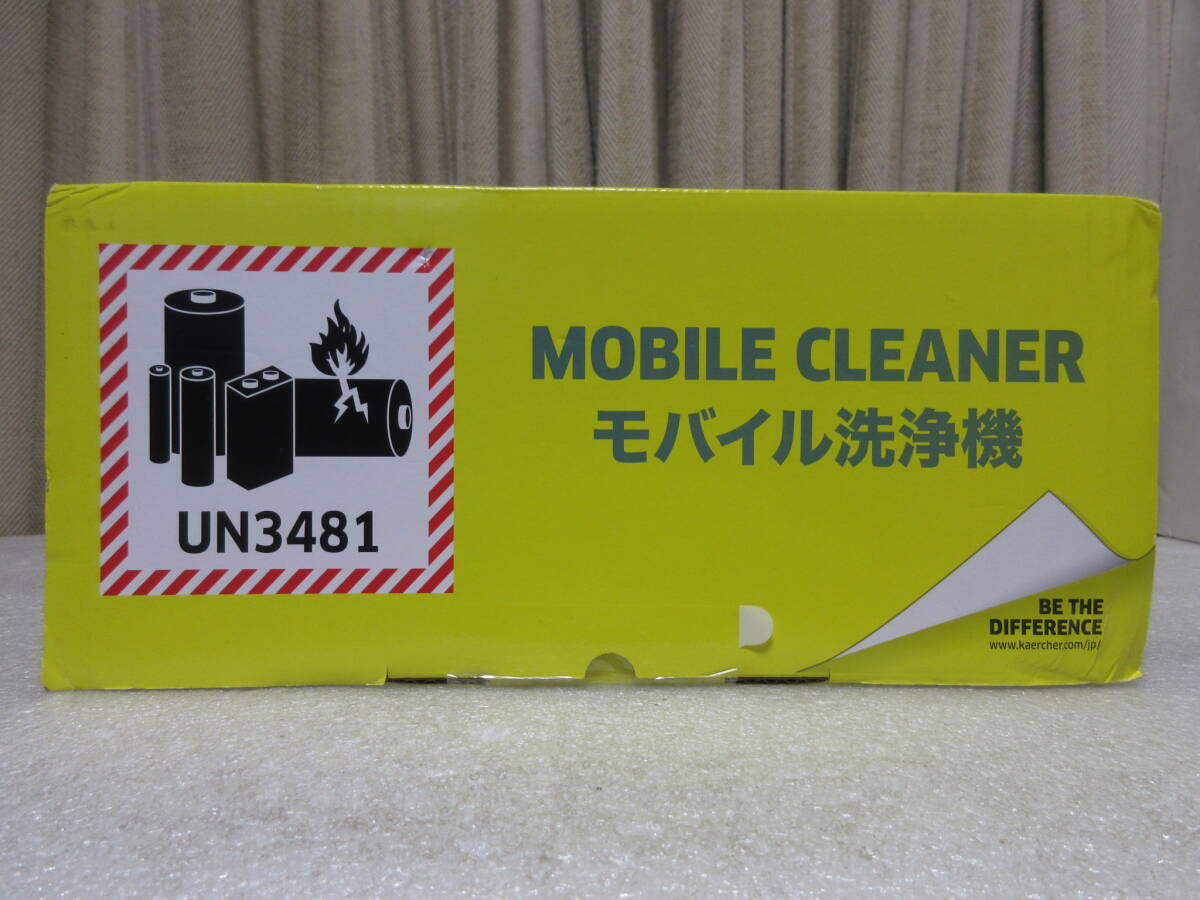 UN3481
MOBILE CLEANER
モバイル洗浄機
BE THE
DIFFERENCE
www.kaercher.com/jp/